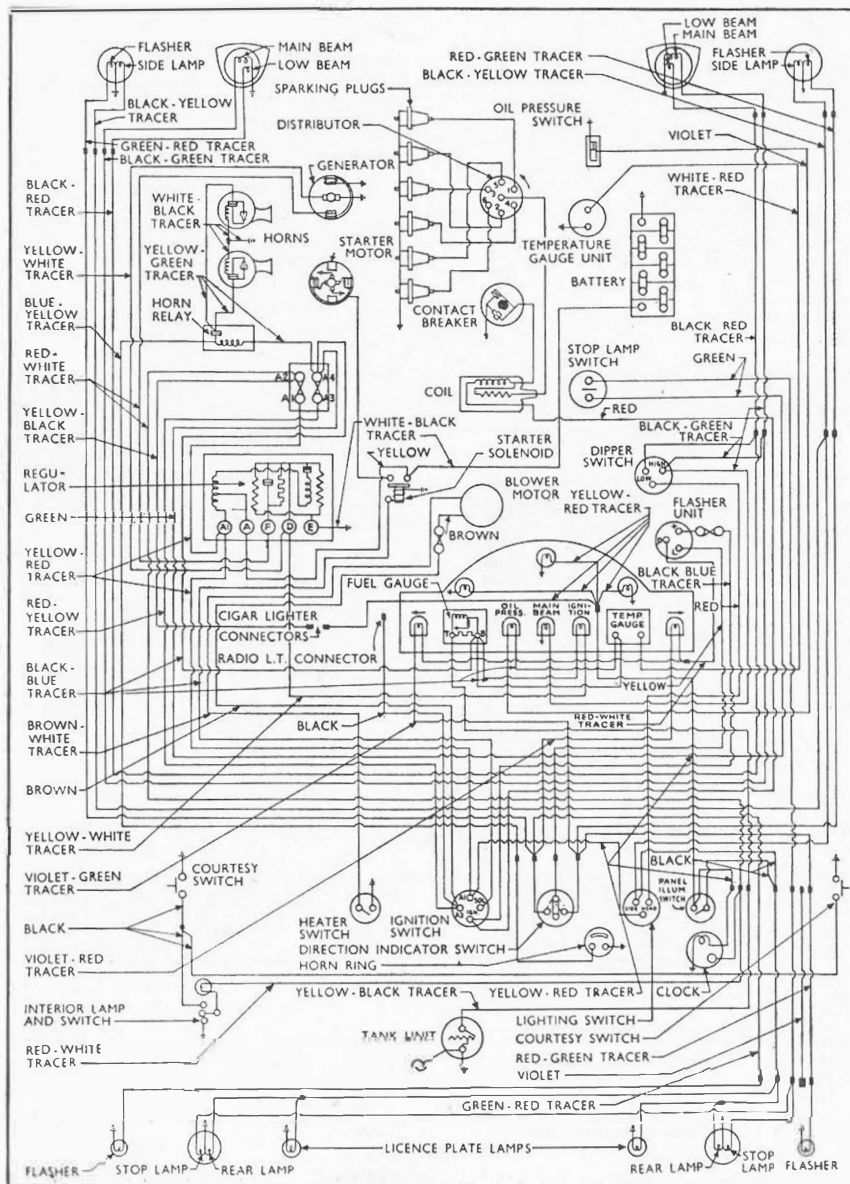 FLASHER
SIDE LAMP
MAIN BEAM
LOW BEAM
SPARKING PLUGS
RED-GREEN TRACER
BLACK-YELLOW TRACER
LOW BEAM
MAIN BEAM
FLASHER
SIDE LAMP
BLACK-YELLOW
TRACER
GREEN-RED TRACER
BLACK-GREEN TRACER
DISTRIBUTOR
GENERATOR
OIL PRESSURE
SWITCH
VIOLET
WHITE-RED
TRACER
5
1
3
6
4
2
BLACK-
RED
TRACER
WHITE-
BLACK
TRACER
HORNS
YELLOW-
WHITE
TRACER
YELLOW-
GREEN
TRACER
STARTER
MOTOR
TEMPERATURE
GAUGE UNIT
BATTERY
BLUE-
YELLOW
TRACER
HORN
RELAY
CONTACT
BREAKER
BLACK RED
TRACER
RED-
WHITE
TRACER
A2
A4
A1
A3
COIL
STOP LAMP
SWITCH
GREEN
RED
YELLOW-
BLACK
TRACER
WHITE-BLACK
TRACER
YELLOW
STARTER
SOLENOID
BLACK-GREEN
TRACER
DIPPER
SWITCH
HIGH
LOW
REGU-
LATOR
BLOWER
MOTOR
YELLOW-
RED TRACER
FLASHER
UNIT
GREEN
A1
A
F
D
E
BROWN
P
L
YELLOW-
RED
TRACER
FUEL GAUGE
BLACK BLUE
TRACER
RED
RED-
YELLOW
TRACER
CIGAR LIGHTER
CONNECTORS
OIL
PRESS.
MAIN
BEAM
IGNI-
TION
TEMP
GAUGE
T
B
RADIO L.T. CONNECTOR
BLACK-
BLUE
TRACER
YELLOW
BROWN-
WHITE
TRACER
BLACK
RED-WHITE
TRACER
BROWN
YELLOW-WHITE
TRACER
COURTESY
SWITCH
BLACK
VIOLET-GREEN
TRACER
PANEL
ILLUM
SWITCH
BLACK
HEATER
SWITCH
IGNITION
SWITCH
SIDE
HEAD
DIRECTION INDICATOR SWITCH
HORN RING
VIOLET-RED
TRACER
YELLOW-BLACK TRACER
YELLOW-RED TRACER
CLOCK
INTERIOR LAMP
AND SWITCH
LIGHTING SWITCH
COURTESY SWITCH
TANK UNIT
RED-WHITE
TRACER
RED-GREEN TRACER
VIOLET
GREEN-RED TRACER
FLASHER
STOP LAMP
REAR LAMP
LICENCE PLATE LAMPS
REAR LAMP
STOP
LAMP
FLASHER